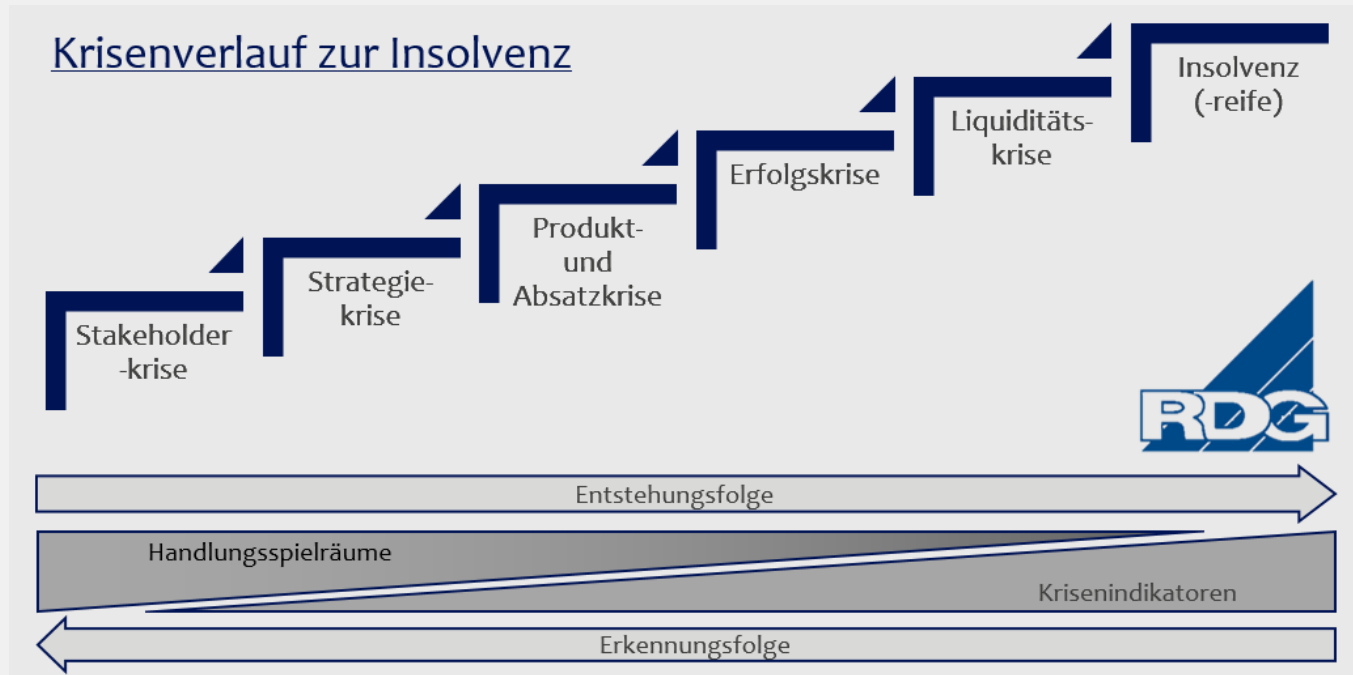 Krisenverlauf zur Insolvenz
Stakeholder
-krise
Strategie-
krise
Produkt-
und
Absatzkrise
Erfolgskrise
Liquiditäts-
krise
Insolvenz
(-reife)
RDG
Entstehungsfolge
Handlungsspielräume
Krisenindikatoren
Erkennungsfolge